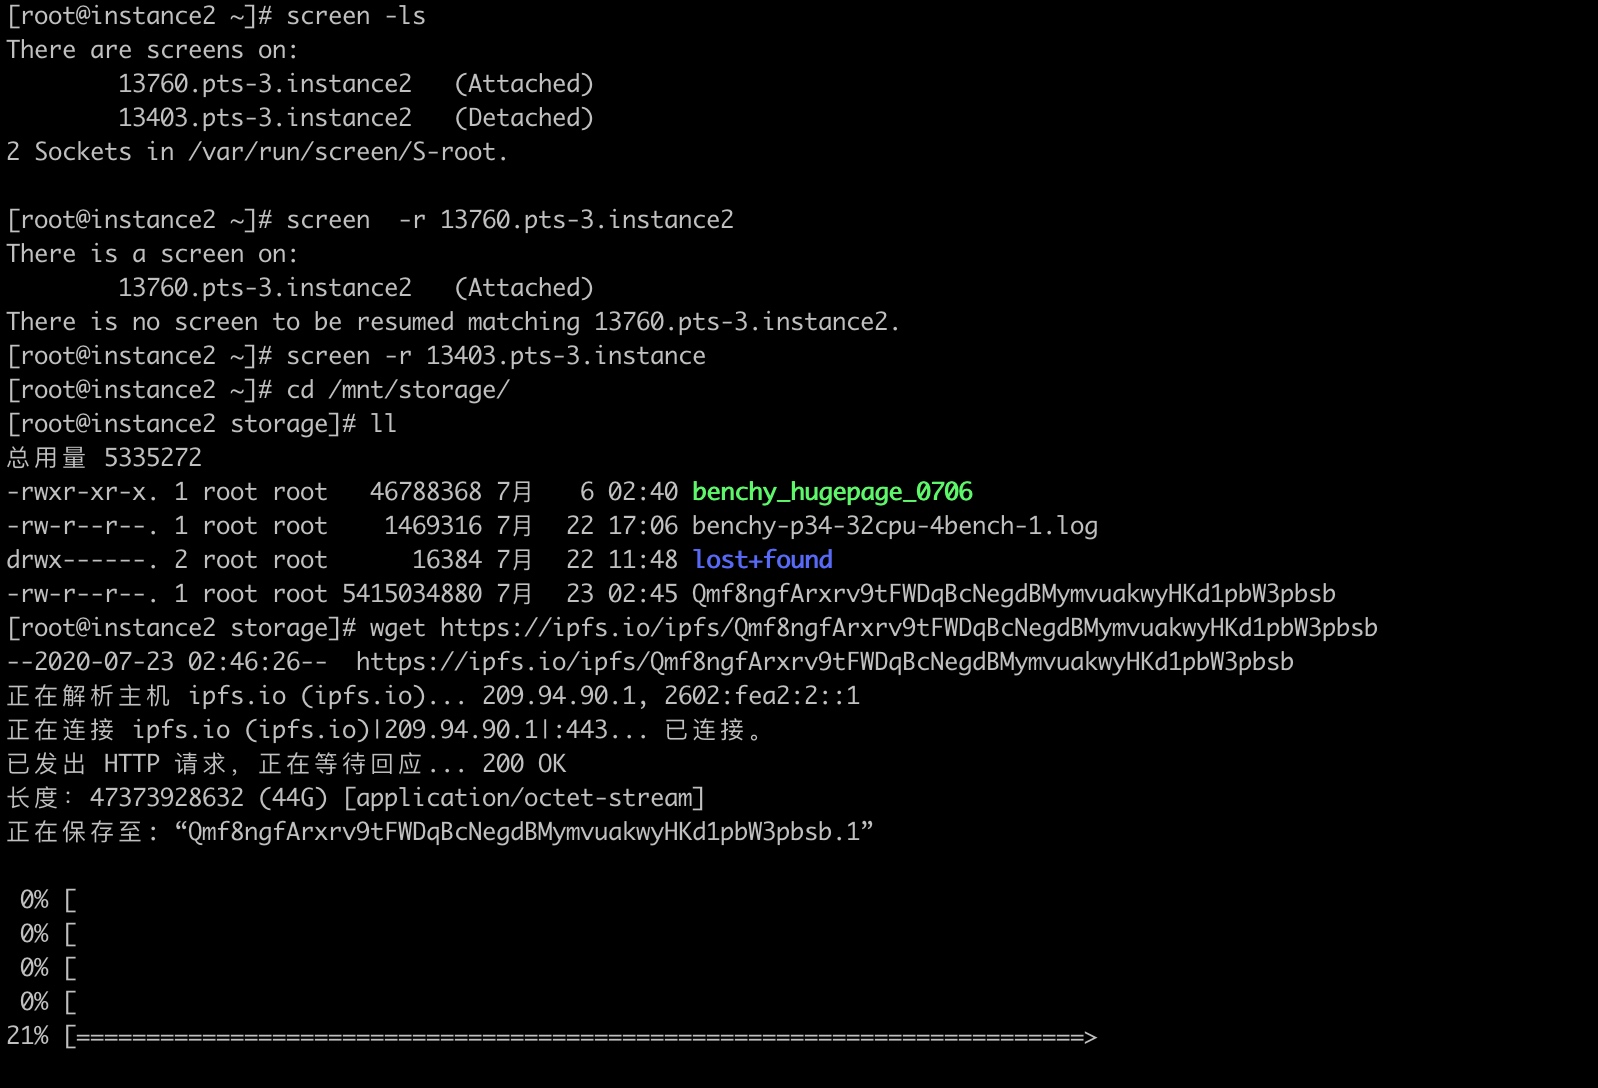 [root@instance2 ~]# screen -ls
There are screens on:
        13760.pts-3.instance2   (Attached)
        13403.pts-3.instance2   (Detached)
2 Sockets in /var/run/screen/S-root.

[root@instance2 ~]# screen  -r 13760.pts-3.instance2
There is a screen on:
        13760.pts-3.instance2   (Attached)
There is no screen to be resumed matching 13760.pts-3.instance2.
[root@instance2 ~]# screen -r 13403.pts-3.instance
[root@instance2 ~]# cd /mnt/storage/
[root@instance2 storage]# ll
总用量 5335272
-rwxr-xr-x. 1 root root   46788368 7月   6 02:40 benchy_hugepage_0706
-rw-r--r--. 1 root root    1469316 7月  22 17:06 benchy-p34-32cpu-4bench-1.log
drwx------. 2 root root      16384 7月  22 11:48 lost+found
-rw-r--r--. 1 root root 5415034880 7月  23 02:45 Qmf8ngfArxrv9tFWDqBcNegdBMymvuakwyHKd1pbW3pbsb
[root@instance2 storage]# wget https://ipfs.io/ipfs/Qmf8ngfArxrv9tFWDqBcNegdBMymvuakwyHKd1pbW3pbsb
--2020-07-23 02:46:26--  https://ipfs.io/ipfs/Qmf8ngfArxrv9tFWDqBcNegdBMymvuakwyHKd1pbW3pbsb
正在解析主机 ipfs.io (ipfs.io)... 209.94.90.1, 2602:fea2:2::1
正在连接 ipfs.io (ipfs.io)|209.94.90.1|:443... 已连接。
已发出 HTTP 请求，正在等待回应... 200 OK
长度：47373928632 (44G) [application/octet-stream]
正在保存至: “Qmf8ngfArxrv9tFWDqBcNegdBMymvuakwyHKd1pbW3pbsb.1”

 0% [
 0% [
 0% [
 0% [
21% [========================================================================>